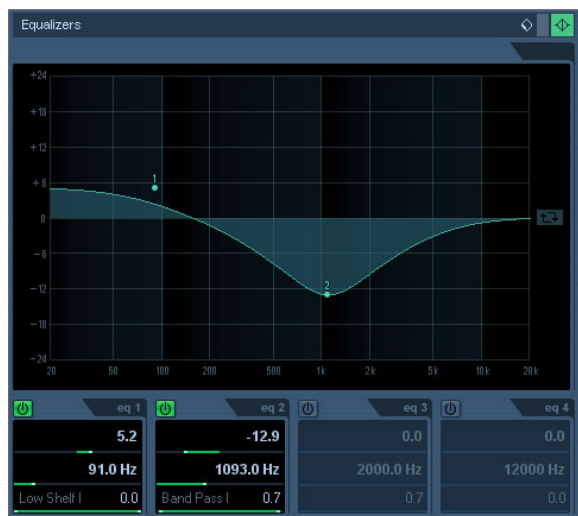 Equalizers
+24
+18
+12
1
+5
0
-6
2
-12
-18
-24
20 50 100 200 500 1k 2k 5k 10k 20k
eq 1 eq 2 eq 3 eq 4
5.2 -12.9 0.0 0.0
91.0 Hz 1093.0 Hz 2000.0 Hz 12000 Hz
Low Shelf I 0.0 Band Pass I 0.7 0.7 0.0